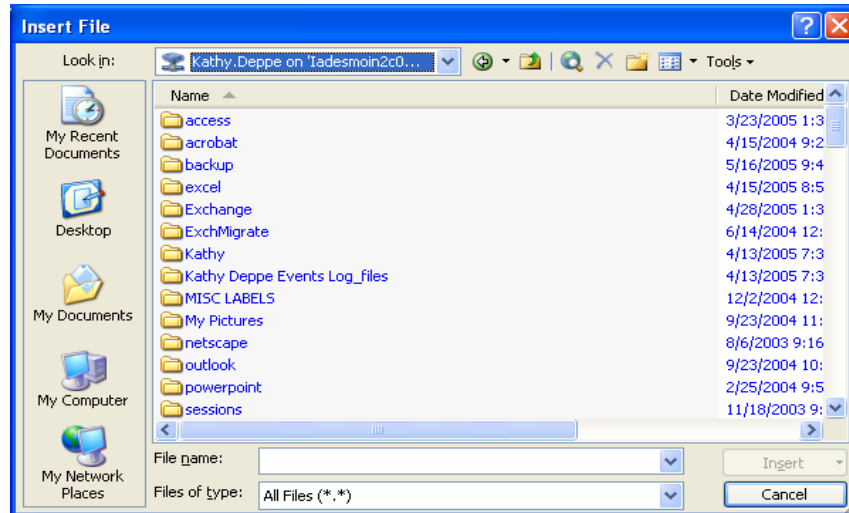 Insert File
Look in:
Kathy.Deppe on 'Iadesmoin2c0...
Tools
Name
Date Modified
access 3/23/2005 1:3
acrobat 4/15/2004 9:2
backup 5/16/2005 9:4
excel 4/15/2005 8:5
Exchange 4/28/2005 1:3
ExchMigrate 6/14/2004 12:
Kathy 4/13/2005 7:3
Kathy Deppe Events Log_files 4/13/2005 7:3
MISC LABELS 12/2/2004 12:
My Pictures 9/23/2004 11:
netscape 8/6/2003 9:16
outlook 9/23/2004 10:
powerpoint 2/25/2004 9:5
sessions 11/18/2003 9:
My Recent
Documents
Desktop
My Documents
My Computer
My Network
Places
File name:
Insert
Files of type: All Files (*.*)
Cancel